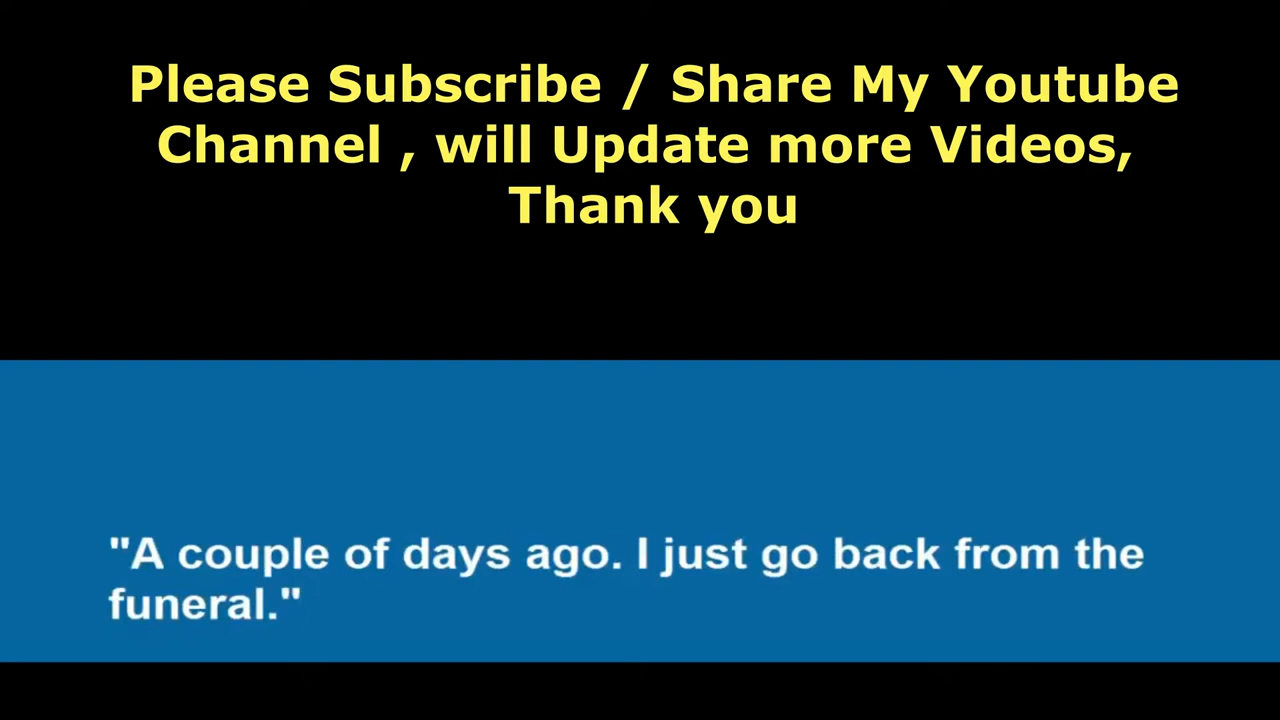 Please Subscribe / Share My Youtube
Channel , will Update more Videos,
Thank you
"A couple of days ago. I just go back from the
funeral."